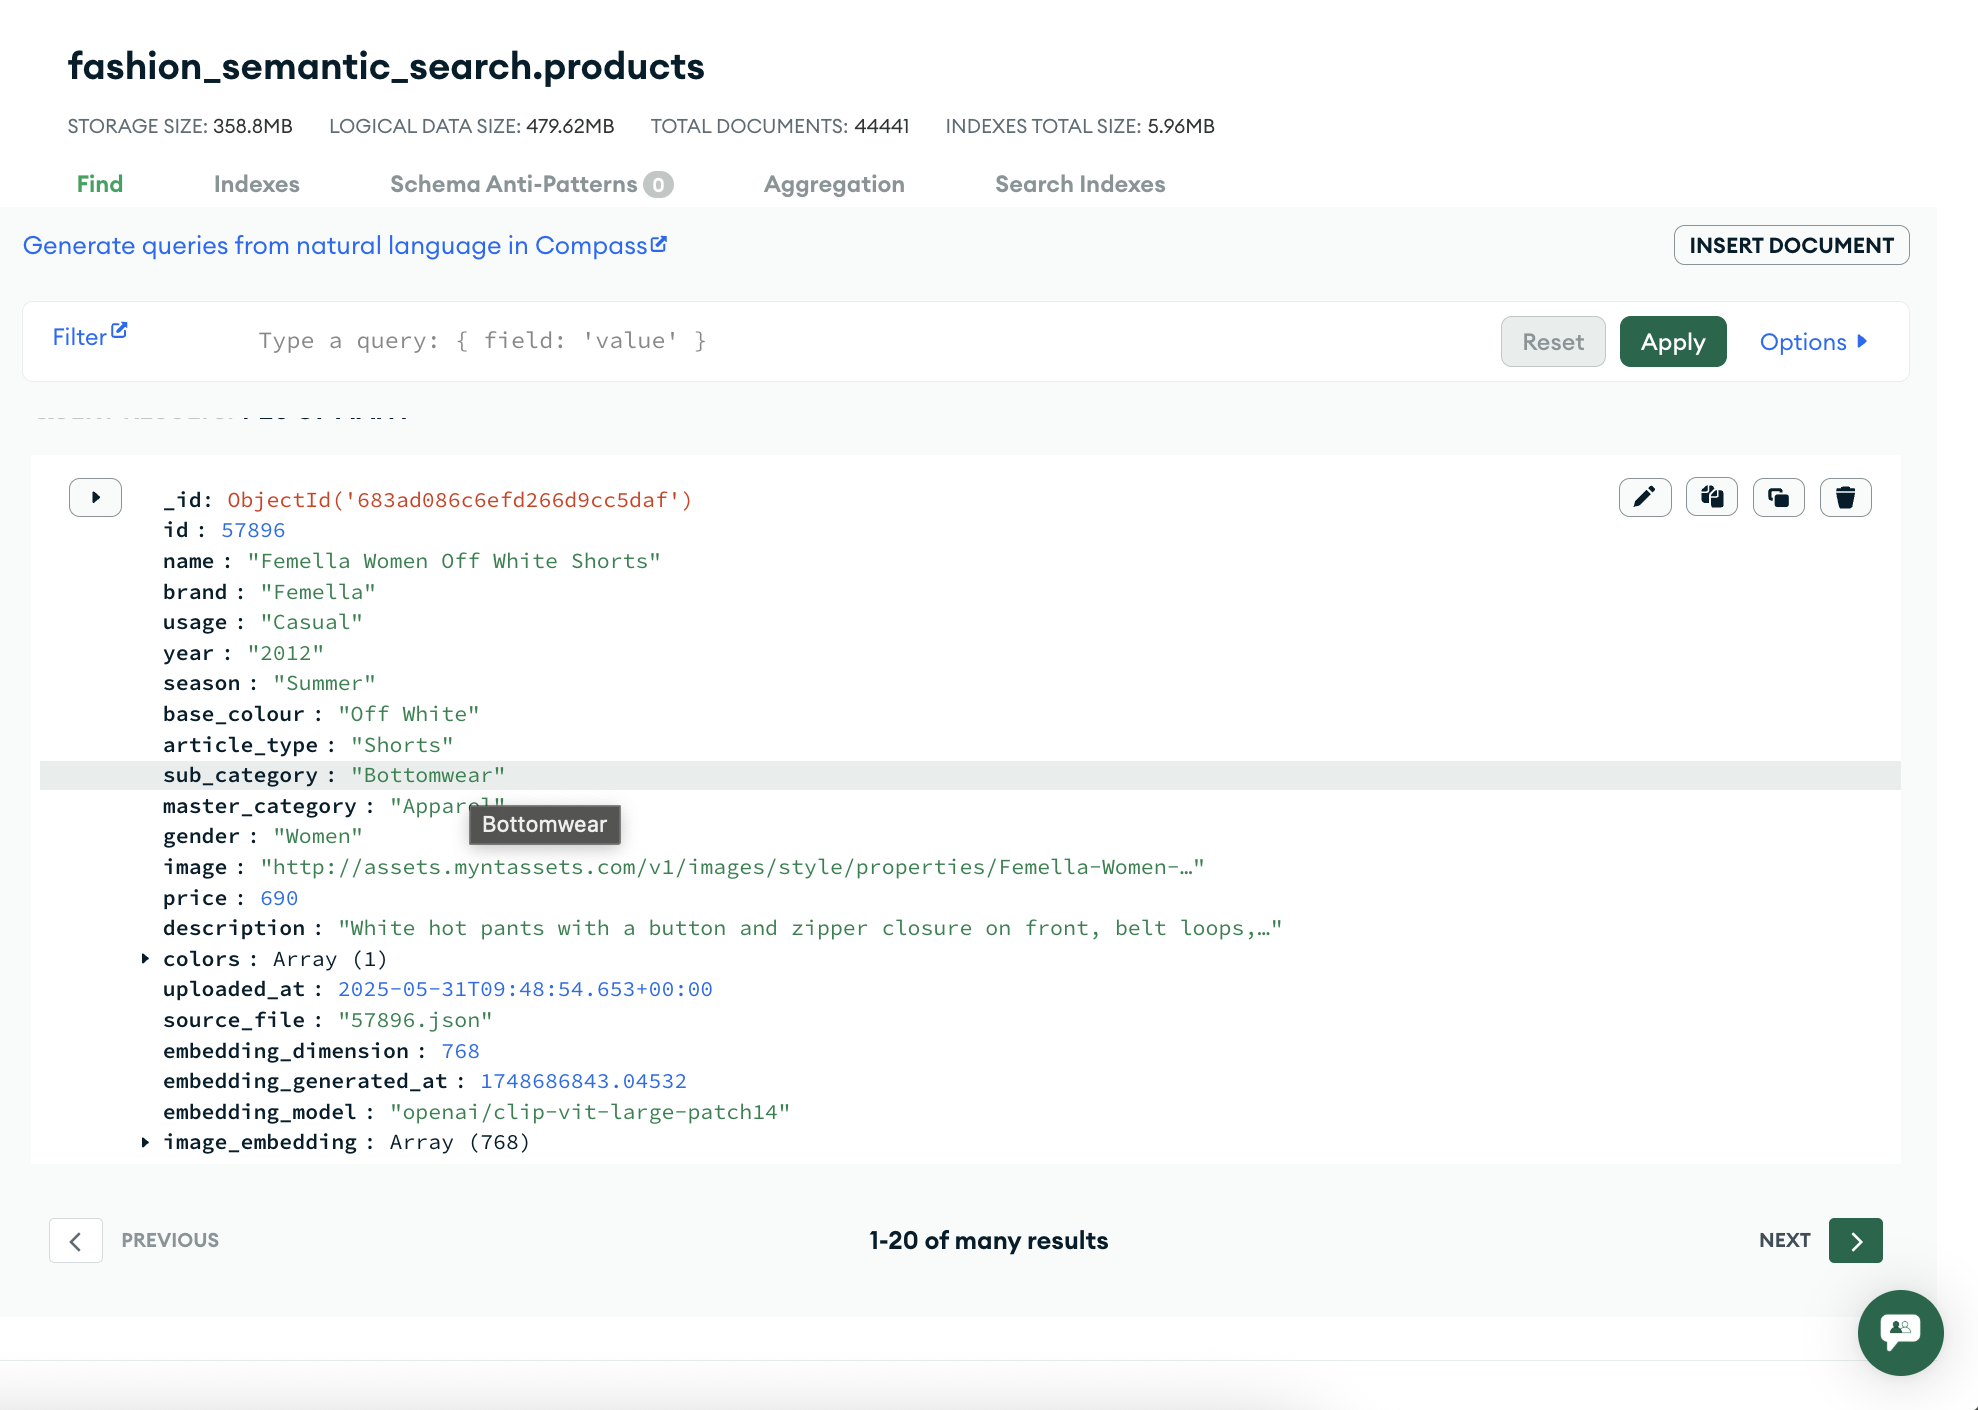 fashion_semantic_search.products
STORAGE SIZE: 358.8MB LOGICAL DATA SIZE: 479.62MB TOTAL DOCUMENTS: 44441 INDEXES TOTAL SIZE: 5.96MB
Find Indexes Schema Anti-Patterns 0 Aggregation Search Indexes
Generate queries from natural language in Compass INSERT DOCUMENT
Filter Type a query: { field: 'value' } Reset Apply Options
_id: ObjectId('683ad086c6efd266d9cc5daf')
id : 57896
name : "Femella Women Off White Shorts"
brand : "Femella"
usage : "Casual"
year : "2012"
season : "Summer"
base_colour : "Off White"
article_type : "Shorts"
sub_category : "Bottomwear"
master_category : "Apparel"
Bottomwear
gender : "Women"
image : "http://assets.myntassets.com/v1/images/style/properties/Femella-Women-…"
price : 690
description : "White hot pants with a button and zipper closure on front, belt loops,…"
colors : Array (1)
uploaded_at : 2025-05-31T09:48:54.653+00:00
source_file : "57896.json"
embedding_dimension : 768
embedding_generated_at : 1748686843.04532
embedding_model : "openai/clip-vit-large-patch14"
image_embedding : Array (768)
PREVIOUS 1-20 of many results NEXT